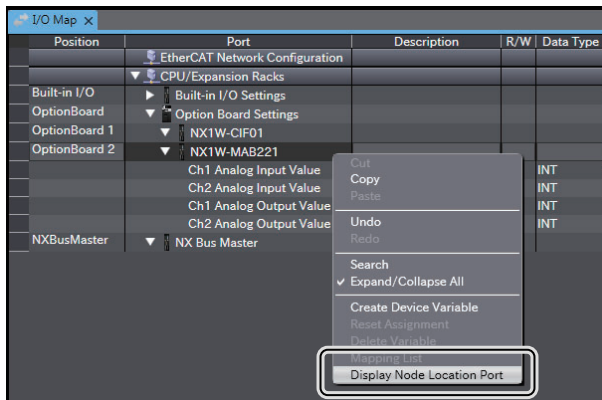 I/O Map ×
Position Port Description R/W Data Type
EtherCAT Network Configuration
CPU/Expansion Racks
Built-in I/O Built-in I/O Settings
OptionBoard Option Board Settings
OptionBoard 1 NX1W-CIF01
OptionBoard 2 NX1W-MAB221
Ch1 Analog Input Value INT
Ch2 Analog Input Value INT
Ch1 Analog Output Value INT
Ch2 Analog Output Value INT
NXBusMaster NX Bus Master
Cut
Copy
Paste
Undo
Redo
Search
Expand/Collapse All
Create Device Variable
Reset Assignment
Delete Variable
Mapping List
Display Node Location Port